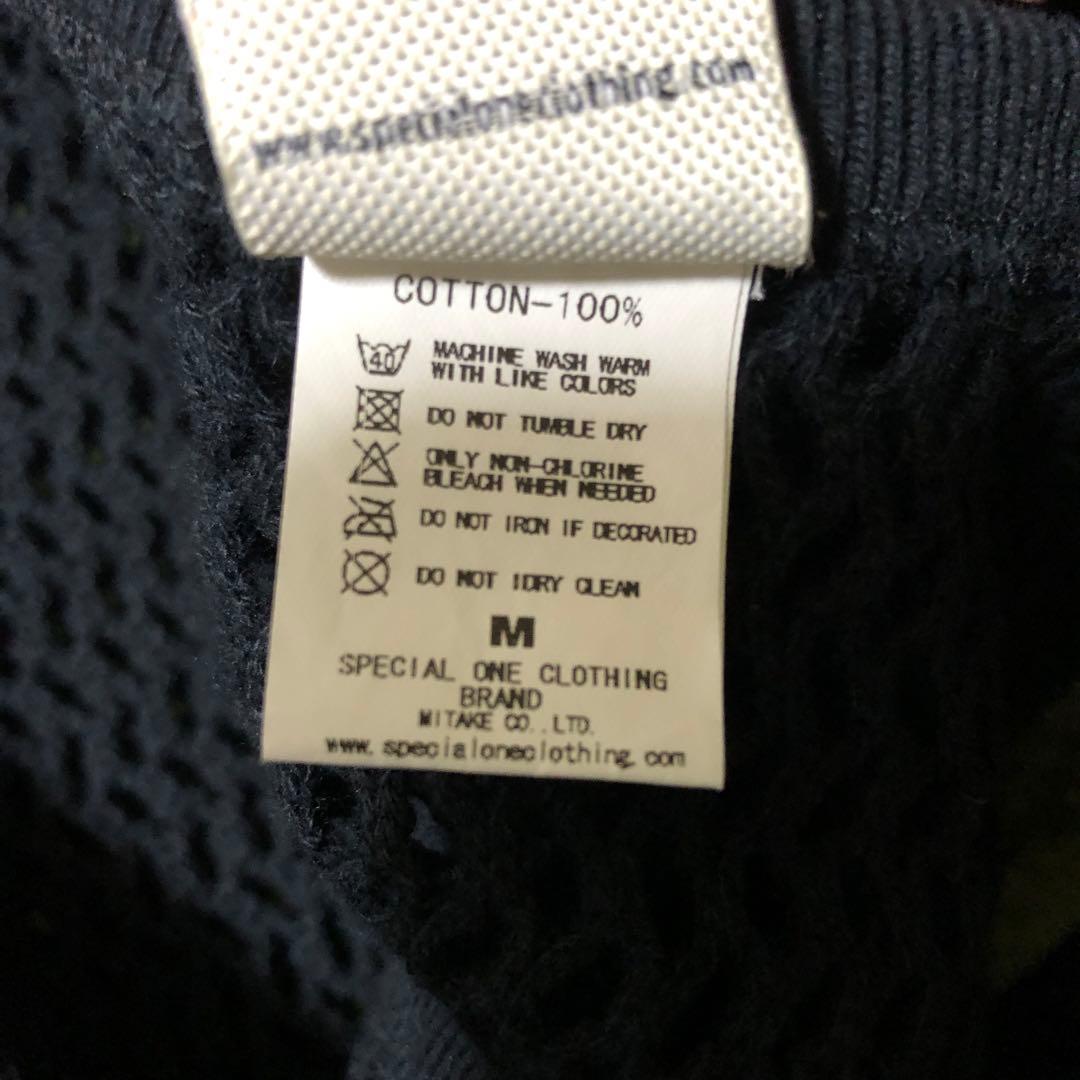 www.specialoneclothing.com
COTTON-100%
40 MACHINE WASH WARM
WITH LIKE COLORS
DO NOT TUMBLE DRY
ONLY NON-CHLORINE
BLEACH WHEN NEEDED
DO NOT IRON IF DECORATED
DO NOT IDRY CLEAN
M
SPECIAL ONE CLOTHING
BRAND
MITAKE CO.,LTD.
www.specialoneclothing.com